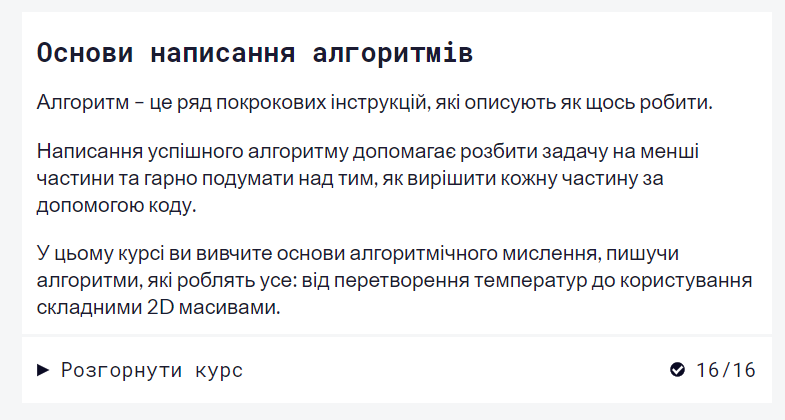 Основи написання алгоритмів
Алгоритм – це ряд покрокових інструкцій, які описують як щось робити.
Написання успішного алгоритму допомагає розбити задачу на менші
частини та гарно подумати над тим, як вирішити кожну частину за
допомогою коду.
У цьому курсі ви вивчите основи алгоритмічного мислення, пишучи
алгоритми, які роблять усе: від перетворення температур до користування
складними 2D масивами.
Розгорнути курс
16/16